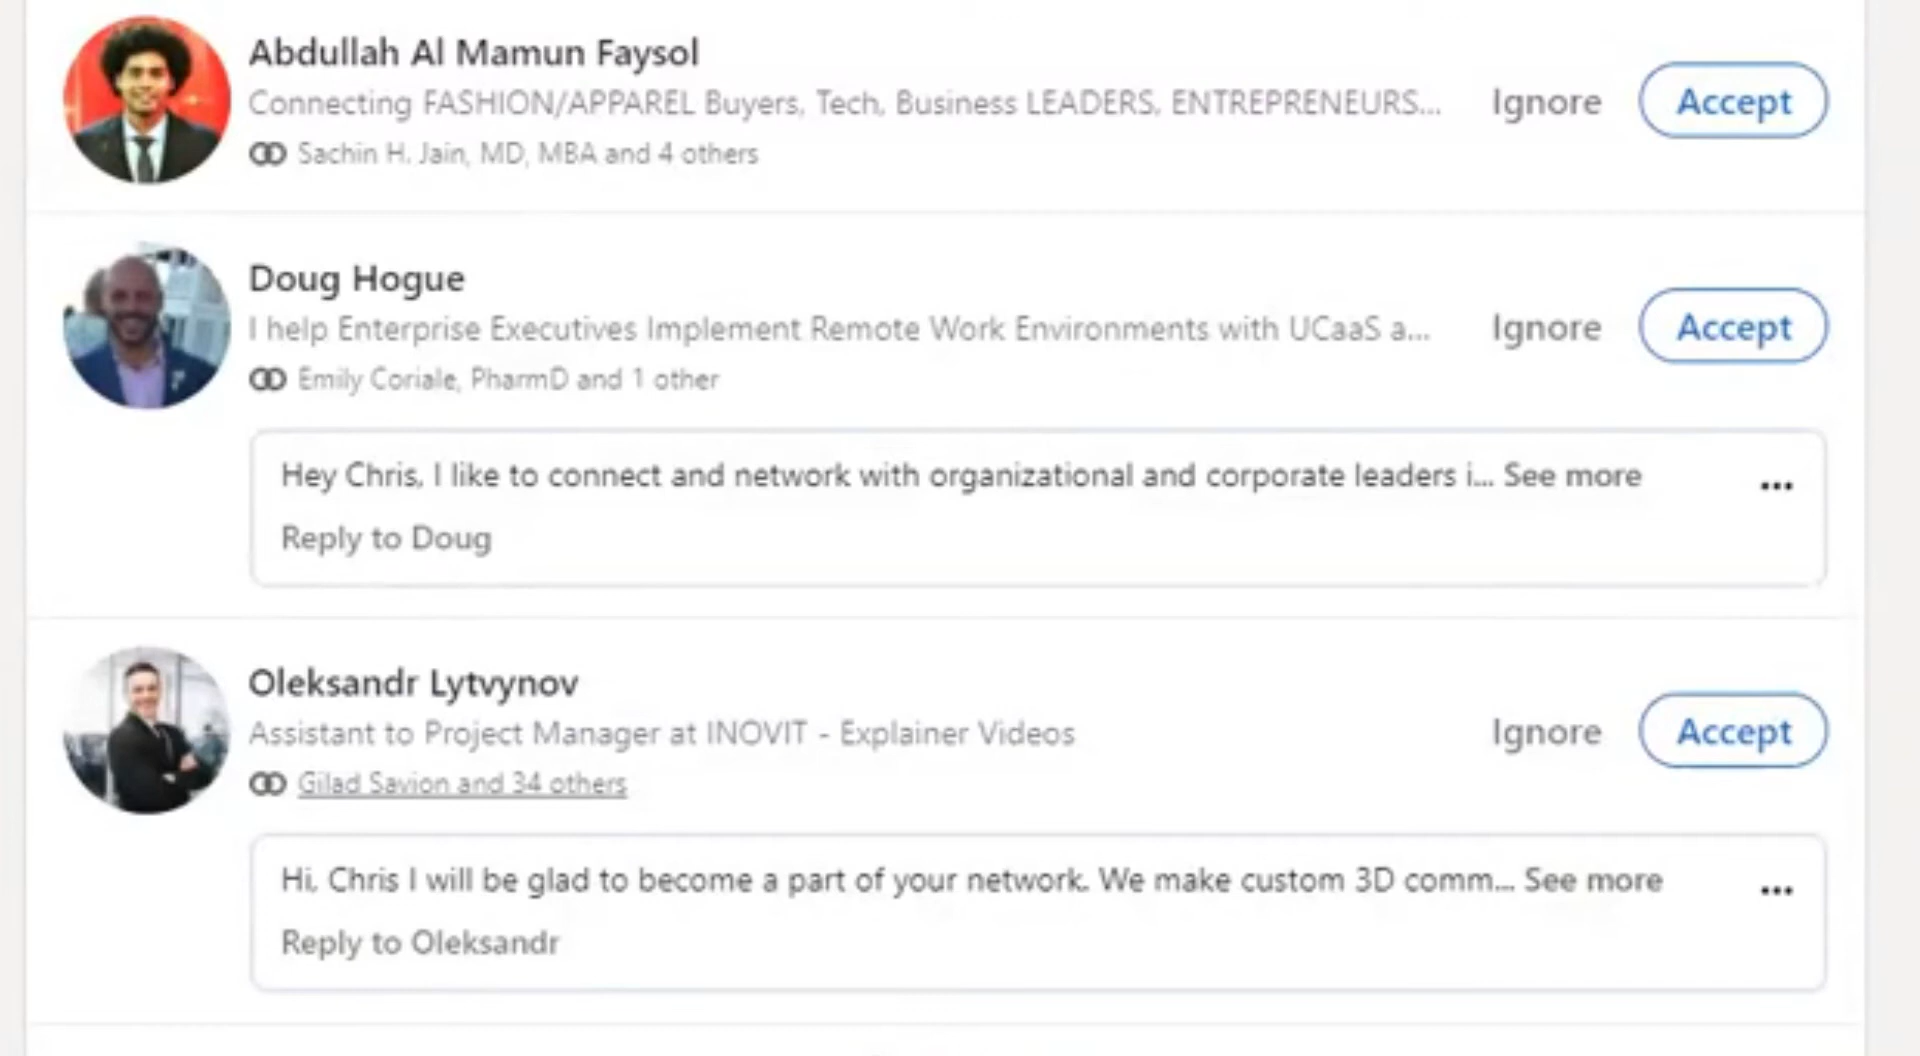 Abdullah Al Mamun Faysol
Connecting FASHION/APPAREL Buyers, Tech, Business LEADERS, ENTREPRENEURS...
Ignore
Accept
Sachin H. Jain, MD, MBA and 4 others
Doug Hogue
I help Enterprise Executives Implement Remote Work Environments with UCaaS a...
Ignore
Accept
Emily Coriale, PharmD and 1 other
Hey Chris, I like to connect and network with organizational and corporate leaders i... See more
Reply to Doug
Oleksandr Lytvynov
Assistant to Project Manager at INOVIT - Explainer Videos
Ignore
Accept
Gilad Savion and 34 others
Hi, Chris I will be glad to become a part of your network. We make custom 3D comm... See more
Reply to Oleksandr